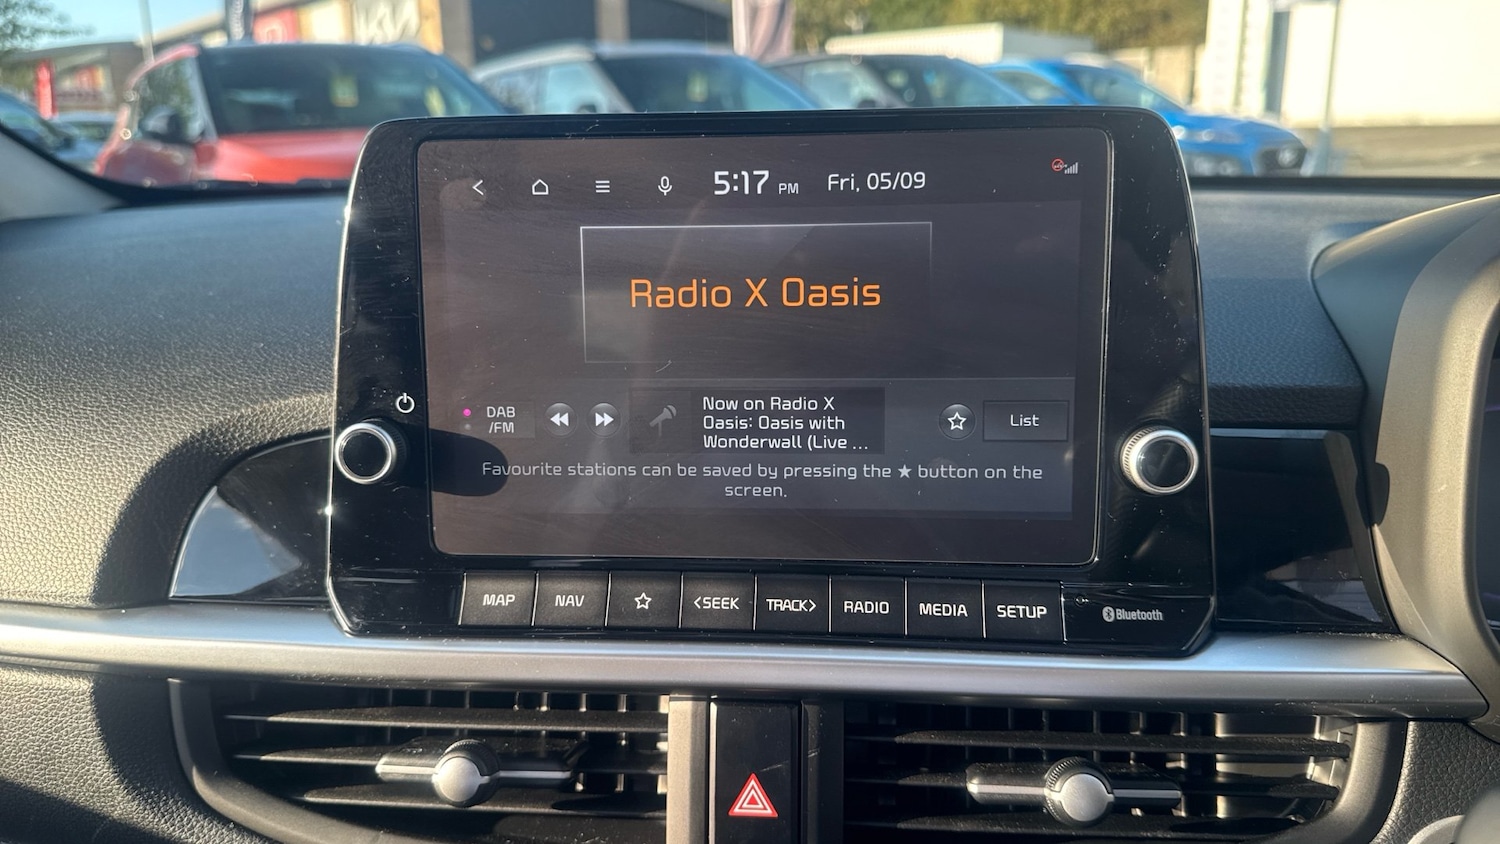 5:17 PM Fri, 05/09
Radio X Oasis
DAB
/FM
Now on Radio X
Oasis: Oasis with
Wonderwall (Live ...
List
Favourite stations can be saved by pressing the ★ button on the
screen.
MAP NAV ☆ <SEEK TRACK> RADIO MEDIA SETUP Bluetooth